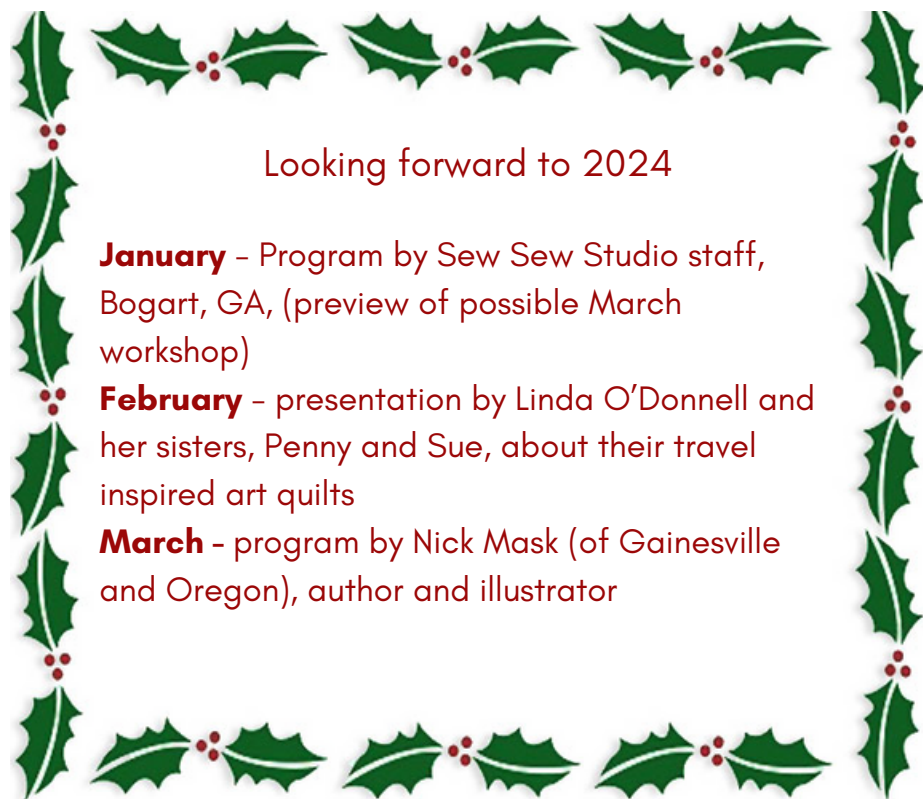 Looking forward to 2024
January – Program by Sew Sew Studio staff,
Bogart, GA, (preview of possible March
workshop)
February – presentation by Linda O’Donnell and
her sisters, Penny and Sue, about their travel
inspired art quilts
March – program by Nick Mask (of Gainesville
and Oregon), author and illustrator